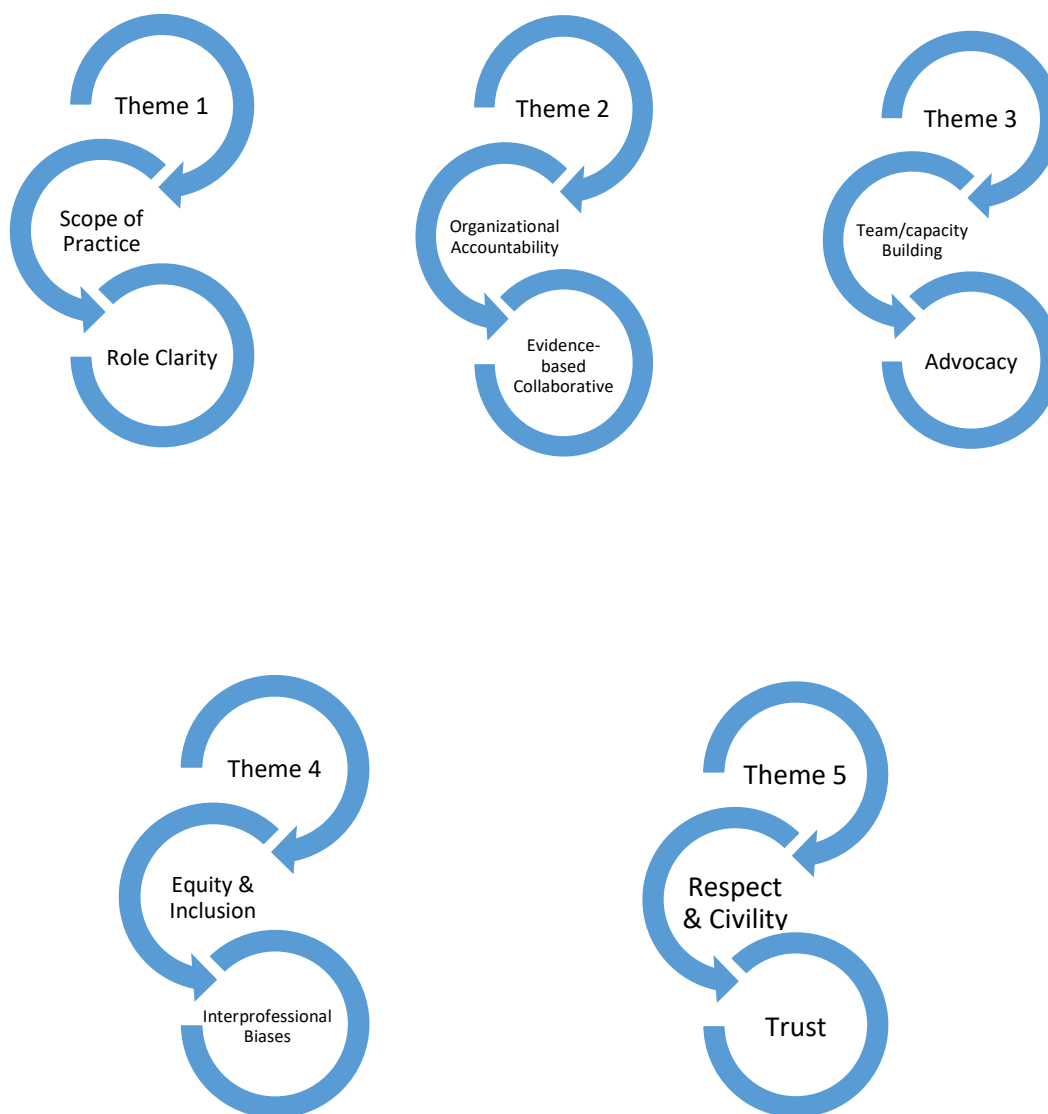 Theme 1
Scope of
Practice
Role Clarity
Theme 2
Organizational
Accountability
Evidence-
based
Collaborative
Theme 3
Team/capacity
Building
Advocacy
Theme 4
Equity &
Inclusion
Interprofessional
Biases
Theme 5
Respect
& Civility
Trust